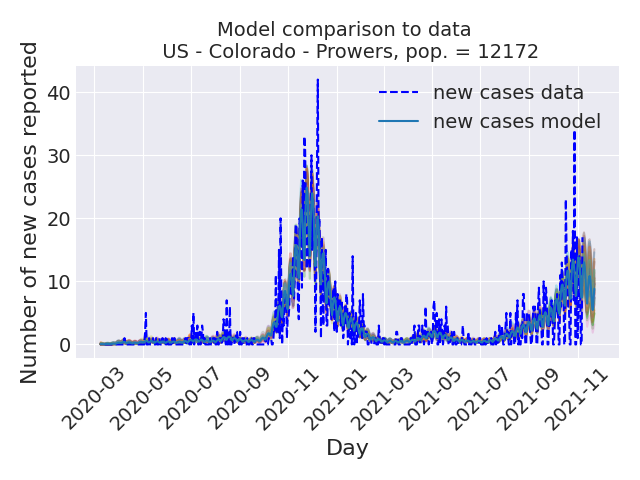 Model comparison to data
US - Colorado - Prowers, pop. = 12172
Number of new cases reported
40
30
20
10
0
new cases data
new cases model
2020-03
2020-05
2020-07
2020-09
2020-11
2021-01
2021-03
2021-05
2021-07
2021-09
2021-11
Day